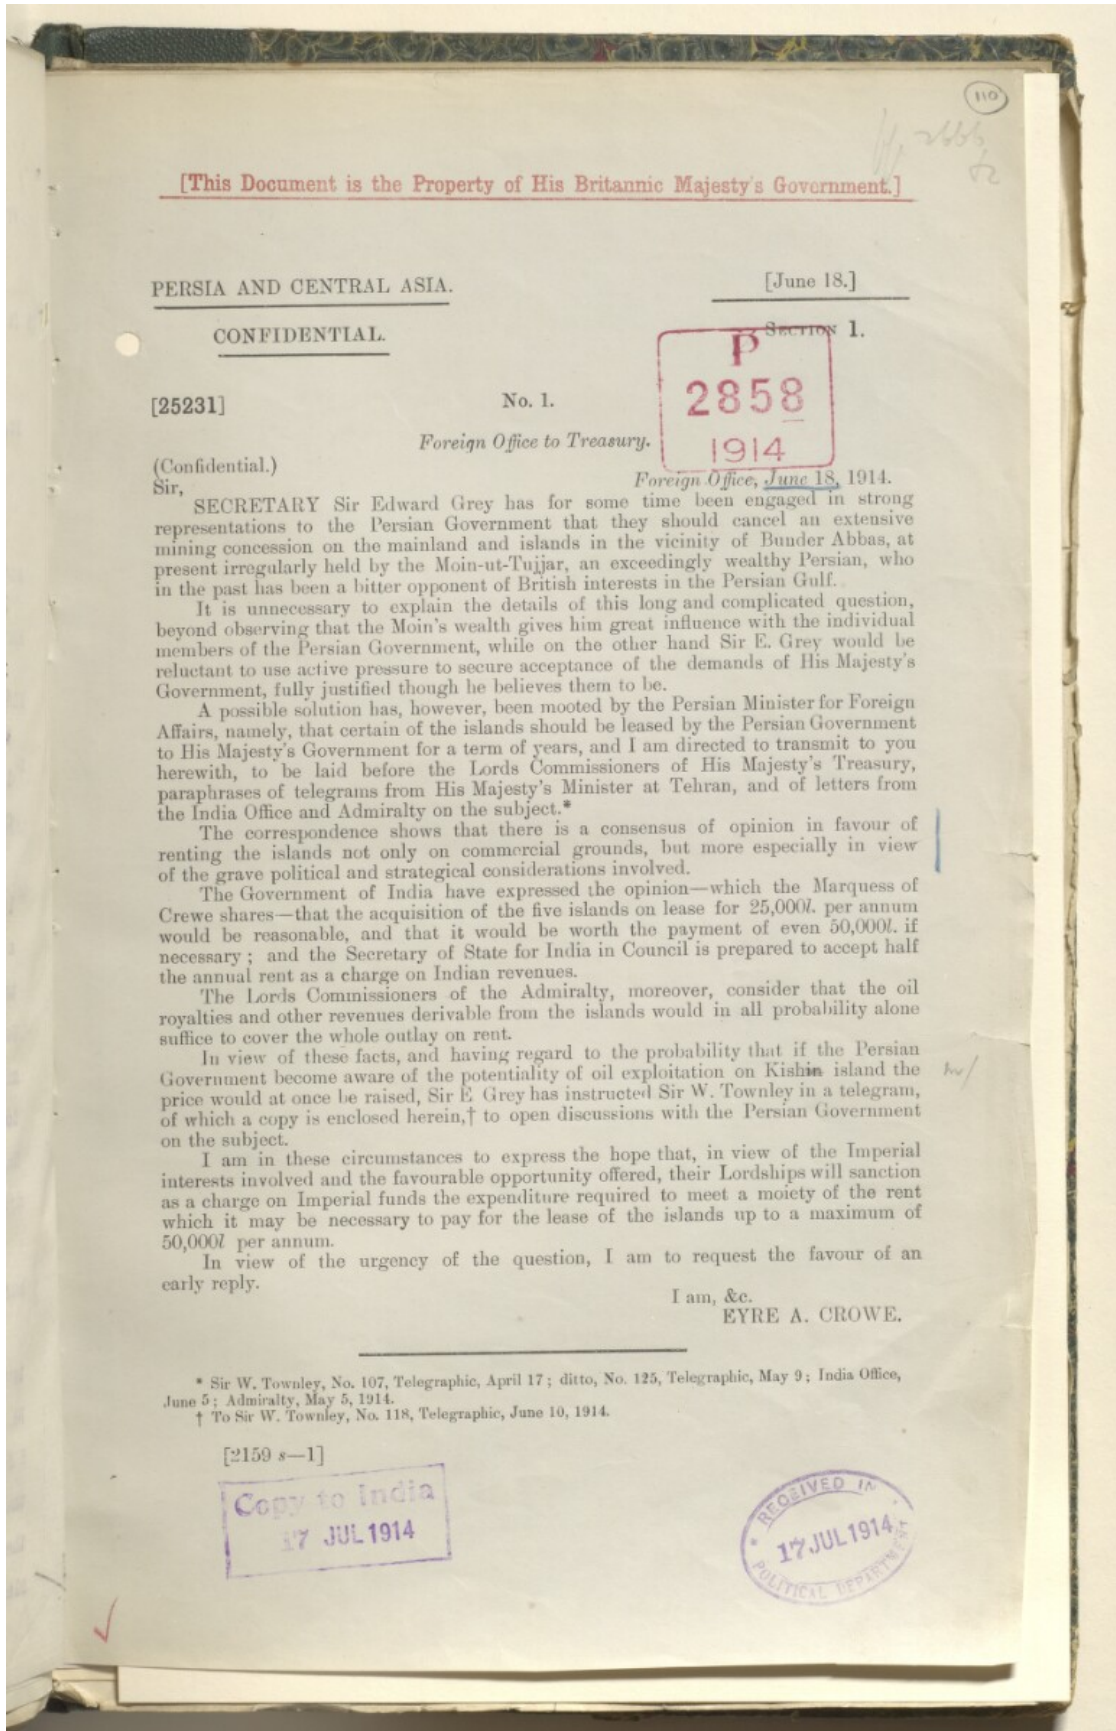 110
[This Document is the Property of His Britannic Majesty's Government.]
PERSIA AND CENTRAL ASIA.
[June 18.]
CONFIDENTIAL.
SECTION 1.
P
2858
1914
[25231]
No. 1.
Foreign Office to Treasury.
(Confidential.)
Foreign Office, June 18, 1914.
Sir,
SECRETARY Sir Edward Grey has for some time been engaged in strong
representations to the Persian Government that they should cancel an extensive
mining concession on the mainland and islands in the vicinity of Bunder Abbas, at
present irregularly held by the Moin-ut-Tujjar, an exceedingly wealthy Persian, who
in the past has been a bitter opponent of British interests in the Persian Gulf.
It is unnecessary to explain the details of this long and complicated question,
beyond observing that the Moin's wealth gives him great influence with the individual
members of the Persian Government, while on the other hand Sir E. Grey would be
reluctant to use active pressure to secure acceptance of the demands of His Majesty's
Government, fully justified though he believes them to be.
A possible solution has, however, been mooted by the Persian Minister for Foreign
Affairs, namely, that certain of the islands should be leased by the Persian Government
to His Majesty's Government for a term of years, and I am directed to transmit to you
herewith, to be laid before the Lords Commissioners of His Majesty's Treasury,
paraphrases of telegrams from His Majesty's Minister at Tehran, and of letters from
the India Office and Admiralty on the subject.*
The correspondence shows that there is a consensus of opinion in favour of
renting the islands not only on commercial grounds, but more especially in view
of the grave political and strategical considerations involved.
The Government of India have expressed the opinion—which the Marquess of
Crewe shares—that the acquisition of the five islands on lease for 25,000l. per annum
would be reasonable, and that it would be worth the payment of even 50,000l. if
necessary; and the Secretary of State for India in Council is prepared to accept half
the annual rent as a charge on Indian revenues.
The Lords Commissioners of the Admiralty, moreover, consider that the oil
royalties and other revenues derivable from the islands would in all probability alone
suffice to cover the whole outlay on rent.
In view of these facts, and having regard to the probability that if the Persian
Government become aware of the potentiality of oil exploitation on Kishm island the
price would at once be raised, Sir E. Grey has instructed Sir W. Townley in a telegram,
of which a copy is enclosed herein,† to open discussions with the Persian Government
on the subject.
I am in these circumstances to express the hope that, in view of the Imperial
interests involved and the favourable opportunity offered, their Lordships will sanction
as a charge on Imperial funds the expenditure required to meet a moiety of the rent
which it may be necessary to pay for the lease of the islands up to a maximum of
50,000l per annum.
In view of the urgency of the question, I am to request the favour of an
early reply.
I am, &c.
EYRE A. CROWE.
* Sir W. Townley, No. 107, Telegraphic, April 17; ditto, No. 125, Telegraphic, May 9; India Office,
June 5; Admiralty, May 5, 1914.
† To Sir W. Townley, No. 118, Telegraphic, June 10, 1914.
[2159 s—1]
Copy to India
17 JUL 1914
* RECEIVED IN *
17 JUL 1914
POLITICAL DEPARTMENT